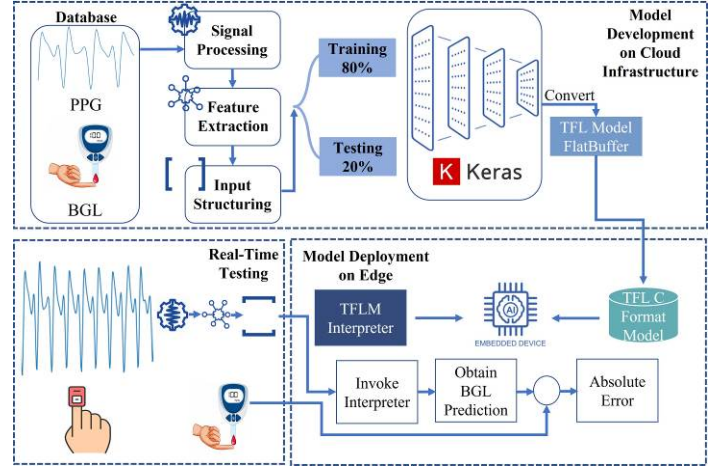 Database
PPG
BGL
Signal
Processing
Feature
Extraction
Input
Structuring
Training
80%
Testing
20%
K Keras
Model
Development
on Cloud
Infrastructure
Convert
TFL Model
FlatBuffer
Real-Time
Testing
Model Deployment
on Edge
TFLM
Interpreter
AI
EMBEDDED DEVICE
TFL C
Format
Model
Invoke
Interpreter
Obtain
BGL
Prediction
Absolute
Error